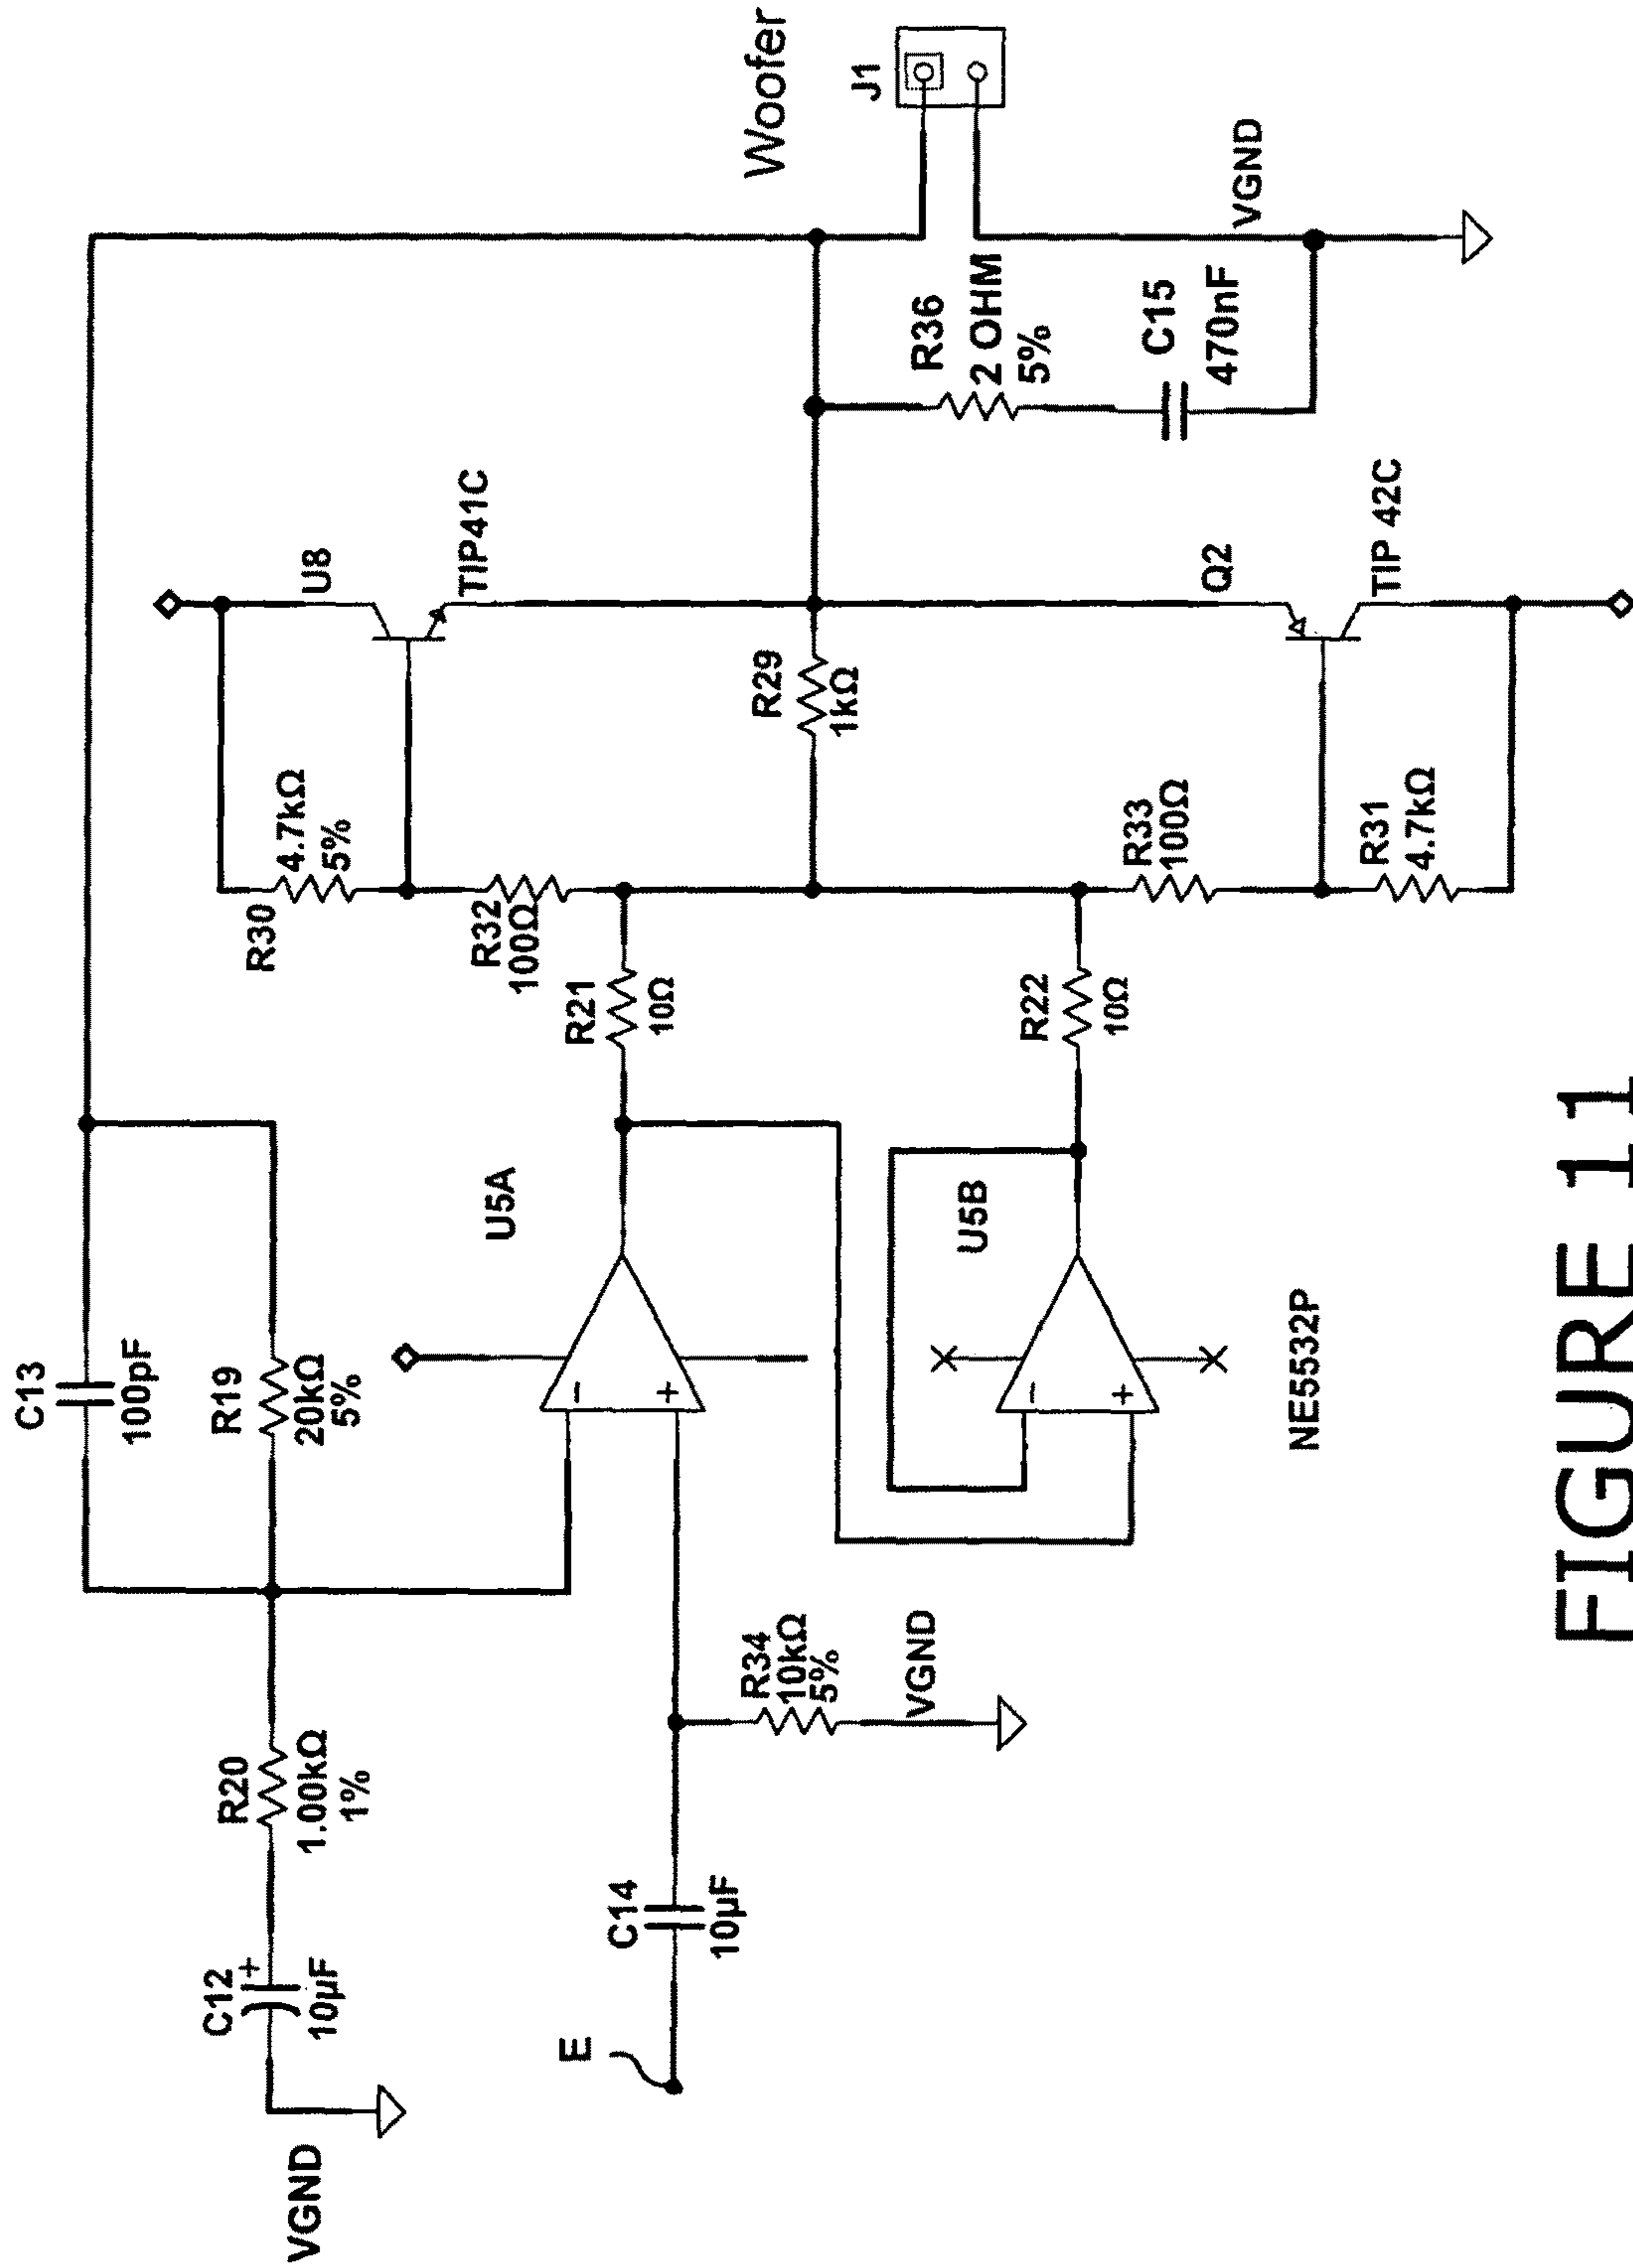 Woofer
J1
VGND
R36
2 OHM
5%
C15
470nF
U8
TIP41C
Q2
TIP 42C
R29
1kΩ
R30
4.7kΩ
5%
R32
100Ω
R33
100Ω
R31
4.7kΩ
R21
10Ω
R22
10Ω
U5A
-
+
U5B
-
+
NE5532P
C13
100pF
R19
20kΩ
5%
R20
1.00kΩ
1%
R34
10kΩ
5%
VGND
C12
+
10µF
C14
10µF
E
VGND
FIGURE 11